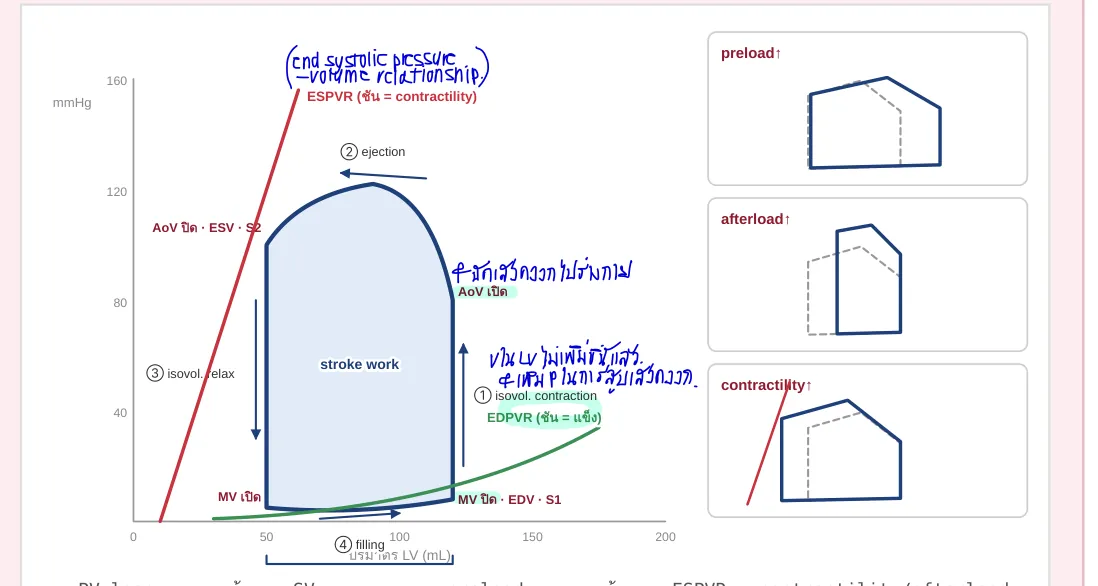 (end systolic pressure
–volume relationship)
ESPVR (ชัน = contractility)
160
mmHg
② ejection
120
AoV ปิด · ESV · S2
AoV เปิด
80
stroke work
③ isovol. relax
① isovol. contraction
40
EDPVR (ชัน = แข็ง)
MV เปิด
MV ปิด · EDV · S1
0
50
100
150
200
④ filling
ปริมาตร LV (mL)
preload↑
afterload↑
contractility↑